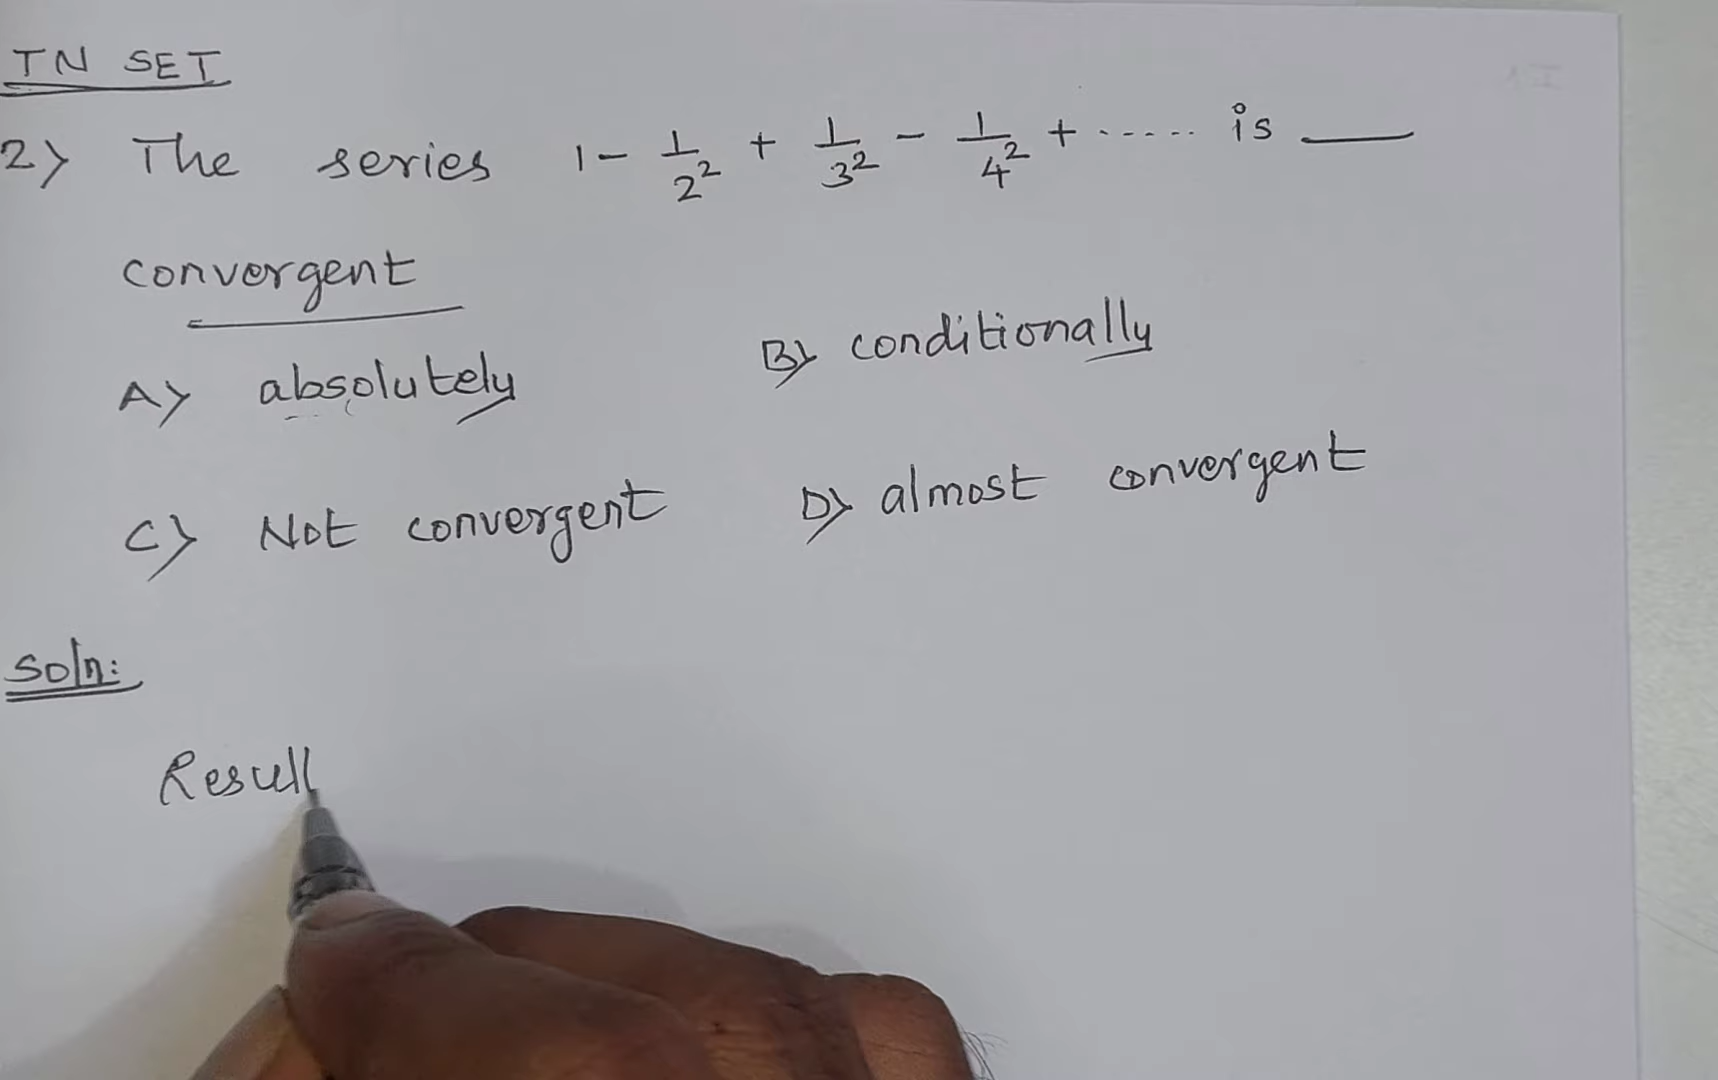 TN SET
2) The series 1 - 1/2² + 1/3² - 1/4² + ...... is ___
convergent
A) absolutely B) conditionally
C) Not convergent D) almost convergent
Soln:
Resul